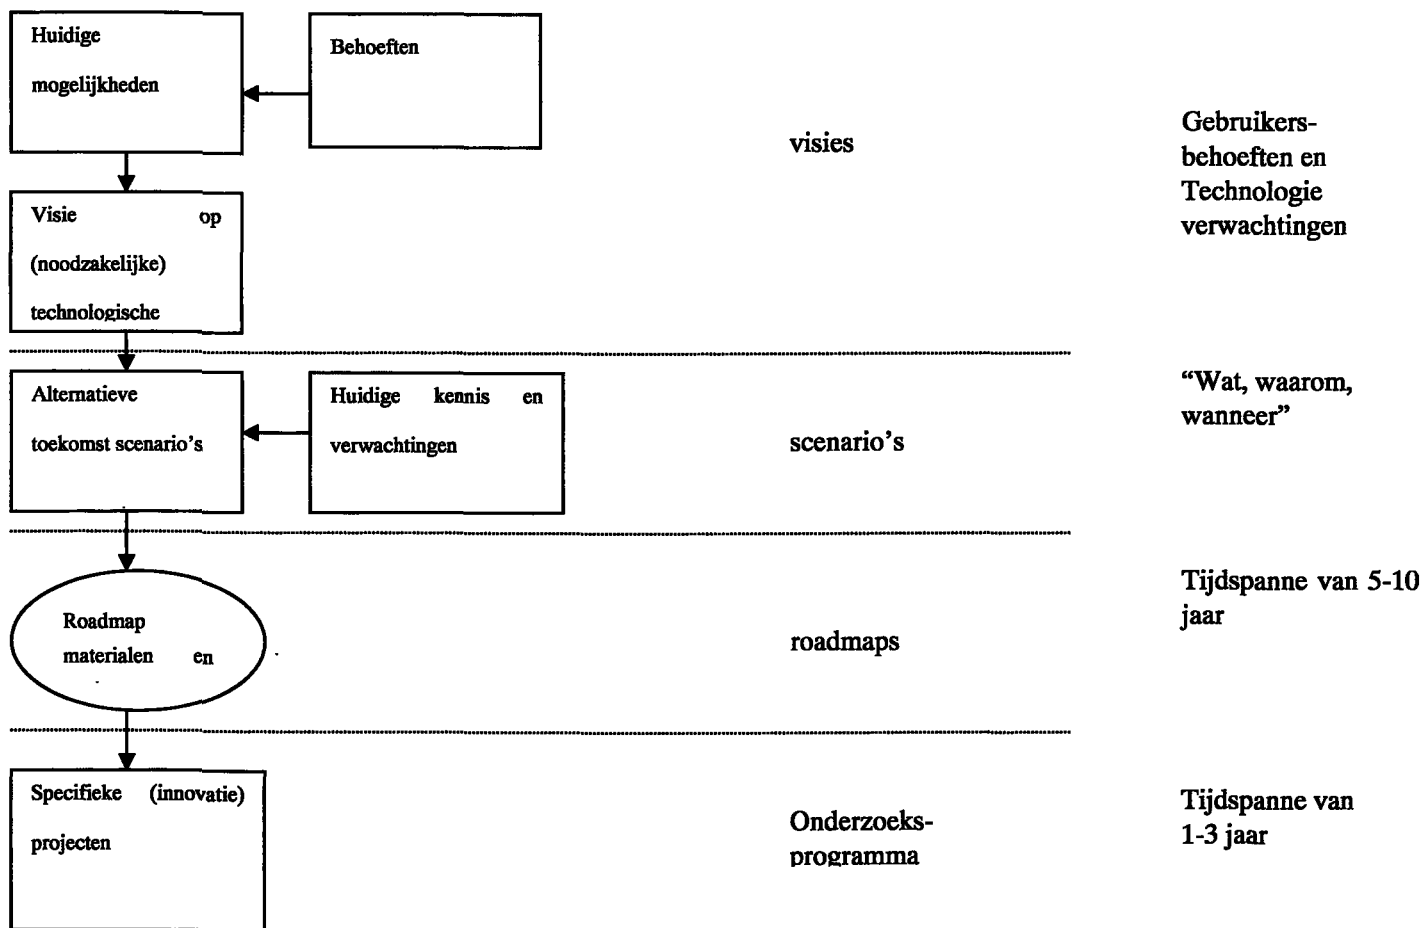 Huidige
mogelijkheden
Behoeften
visies
Gebruikers-
behoeften en
Technologie
verwachtingen
Visie op
(noodzakelijke)
technologische
Alternatieve
toekomst scenario's
Huidige kennis en
verwachtingen
scenario's
“Wat, waarom,
wanneer”
Roadmap
materialen en
roadmaps
Tijdspanne van 5-10
jaar
Specifieke (innovatie)
projecten
Onderzoeks-
programma
Tijdspanne van
1-3 jaar